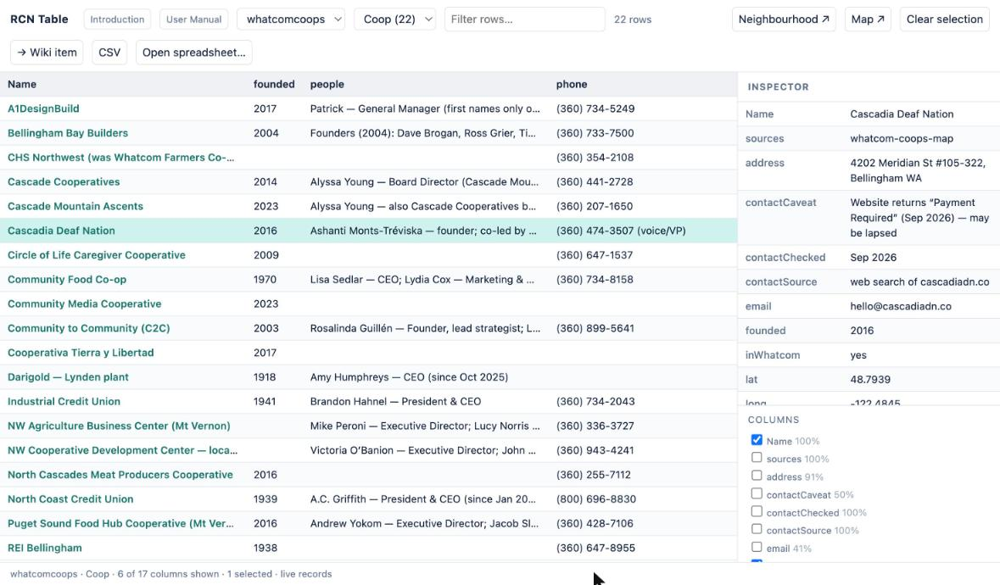 RCN Table Introduction User Manual whatcomcoops Coop (22) Filter rows... 22 rows Neighbourhood ↗ Map ↗ Clear selection
→ Wiki item CSV Open spreadsheet...
Name founded people phone
A1DesignBuild 2017 Patrick — General Manager (first names only o... (360) 734-5249
Bellingham Bay Builders 2004 Founders (2004): Dave Brogan, Ross Grier, Ti... (360) 733-7500
CHS Northwest (was Whatcom Farmers Co-... (360) 354-2108
Cascade Cooperatives 2014 Alyssa Young — Board Director (Cascade Mou... (360) 441-2728
Cascade Mountain Ascents 2023 Alyssa Young — also Cascade Cooperatives b... (360) 207-1650
Cascadia Deaf Nation 2016 Ashanti Monts-Tréviska — founder; co-led by ... (360) 474-3507 (voice/VP)
Circle of Life Caregiver Cooperative 2009 (360) 647-1537
Community Food Co-op 1970 Lisa Sedlar — CEO; Lydia Cox — Marketing & ... (360) 734-8158
Community Media Cooperative 2023
Community to Community (C2C) 2003 Rosalinda Guillén — Founder, lead strategist; L... (360) 899-5641
Cooperativa Tierra y Libertad 2017
Darigold — Lynden plant 1918 Amy Humphreys — CEO (since Oct 2025)
Industrial Credit Union 1941 Brandon Hahnel — President & CEO (360) 734-2043
NW Agriculture Business Center (Mt Vernon) Mike Peroni — Executive Director; Lucy Norris ... (360) 336-3727
NW Cooperative Development Center — loca... Victoria O'Banion — Executive Director; John ... (360) 943-4241
North Cascades Meat Producers Cooperative 2016 (360) 255-7112
North Coast Credit Union 1939 A.C. Griffith — President & CEO (since Jan 20... (800) 696-8830
Puget Sound Food Hub Cooperative (Mt Ver... 2016 Andrew Yokom — Executive Director; Jacob Sl... (360) 428-7106
REI Bellingham 1938 (360) 647-8955
INSPECTOR
Name Cascadia Deaf Nation
sources whatcom-coops-map
address 4202 Meridian St #105-322,
Bellingham WA
contactCaveat Website returns “Payment
Required” (Sep 2026) — may
be lapsed
contactChecked Sep 2026
contactSource web search of cascadiadn.co
email hello@cascadiadn.co
founded 2016
inWhatcom yes
lat 48.7939
long -122.4845
COLUMNS
Name 100%
sources 100%
address 91%
contactCaveat 50%
contactChecked 100%
contactSource 100%
email 41%
whatcomcoops · Coop · 6 of 17 columns shown · 1 selected · live records